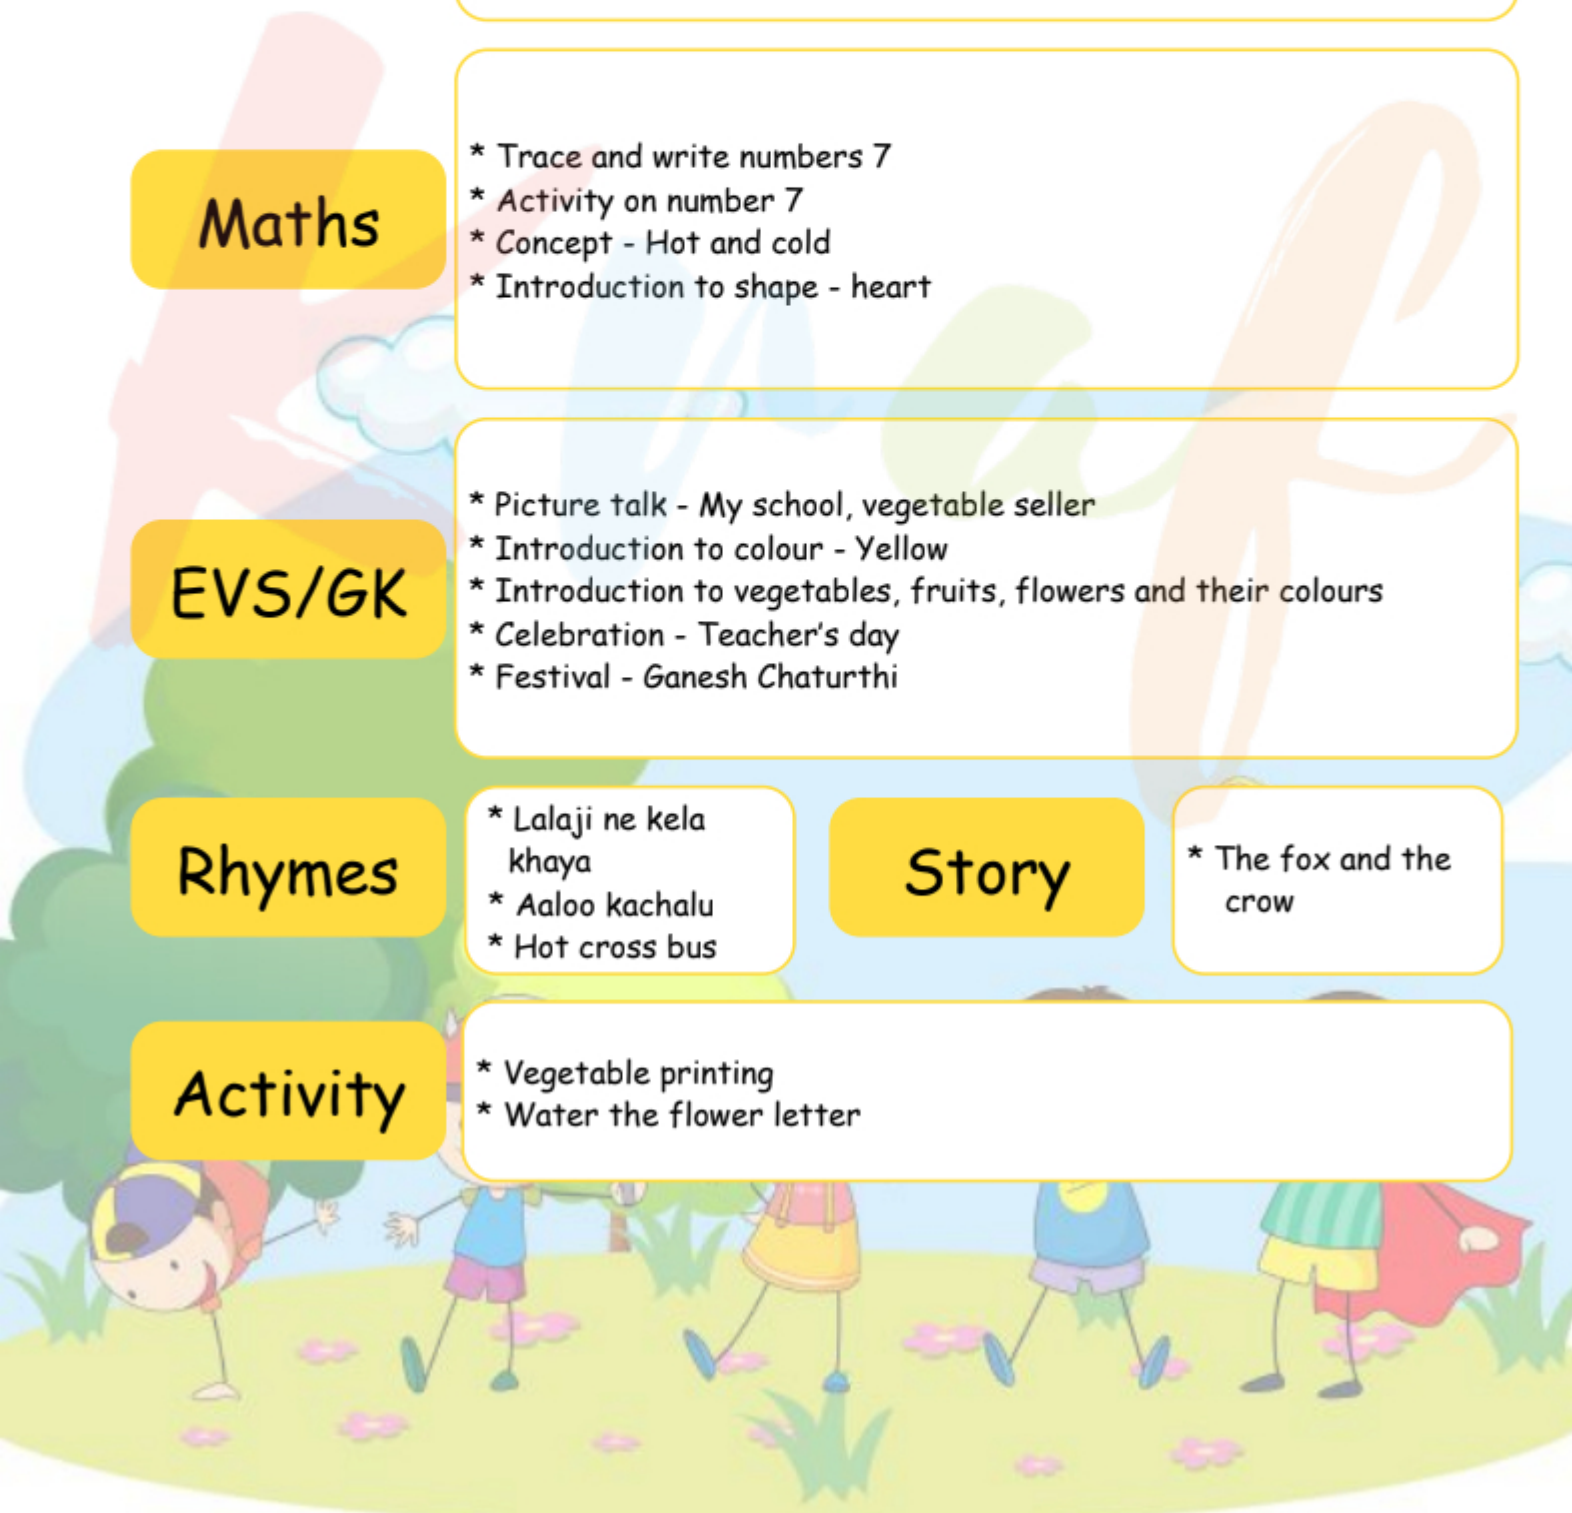 Maths
* Trace and write numbers 7
* Activity on number 7
* Concept - Hot and cold
* Introduction to shape - heart
EVS/GK
* Picture talk - My school, vegetable seller
* Introduction to colour - Yellow
* Introduction to vegetables, fruits, flowers and their colours
* Celebration - Teacher's day
* Festival - Ganesh Chaturthi
Rhymes
* Lalaji ne kela
khaya
* Aaloo kachalu
* Hot cross bus
Story
* The fox and the
crow
Activity
* Vegetable printing
* Water the flower letter
Kraf